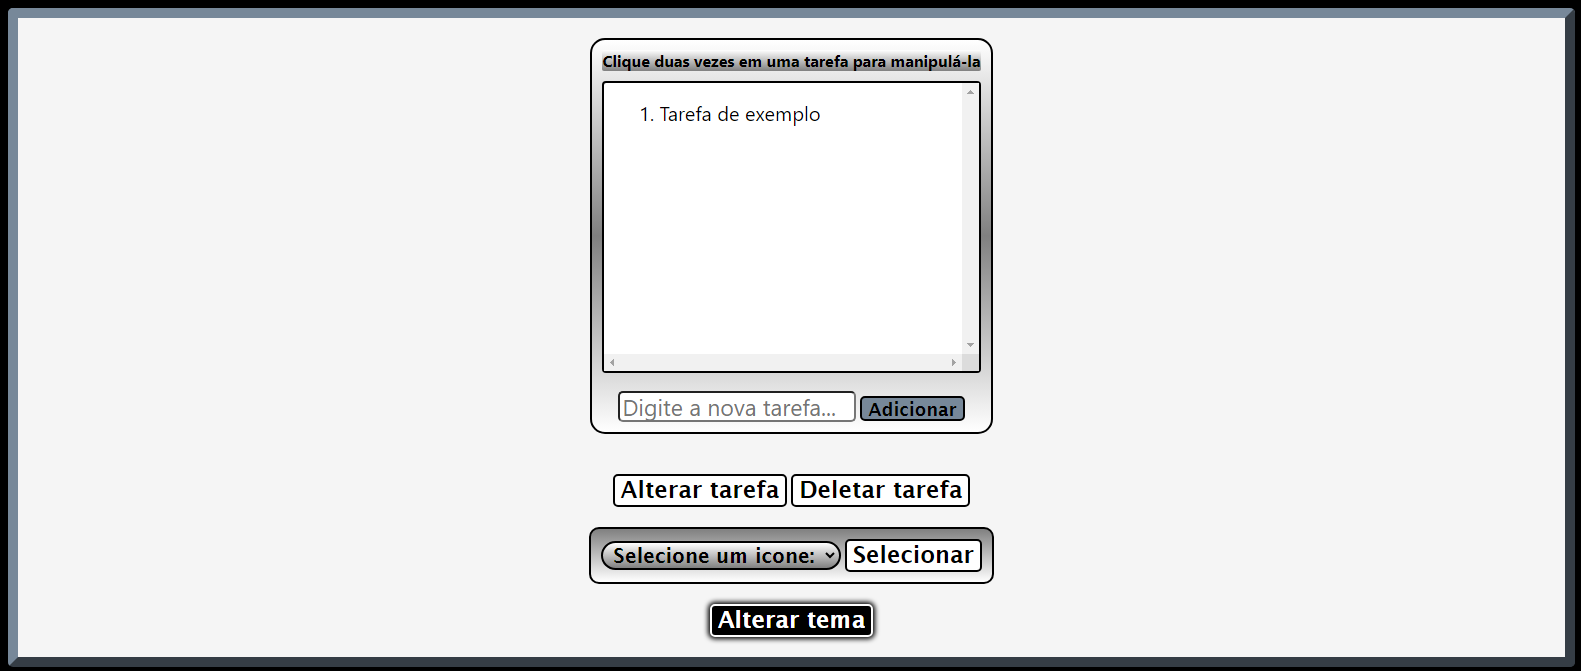 Clique duas vezes em uma tarefa para manipulá-la
1. Tarefa de exemplo
Digite a nova tarefa... Adicionar
Alterar tarefa Deletar tarefa
Selecione um icone: Selecionar
Alterar tema